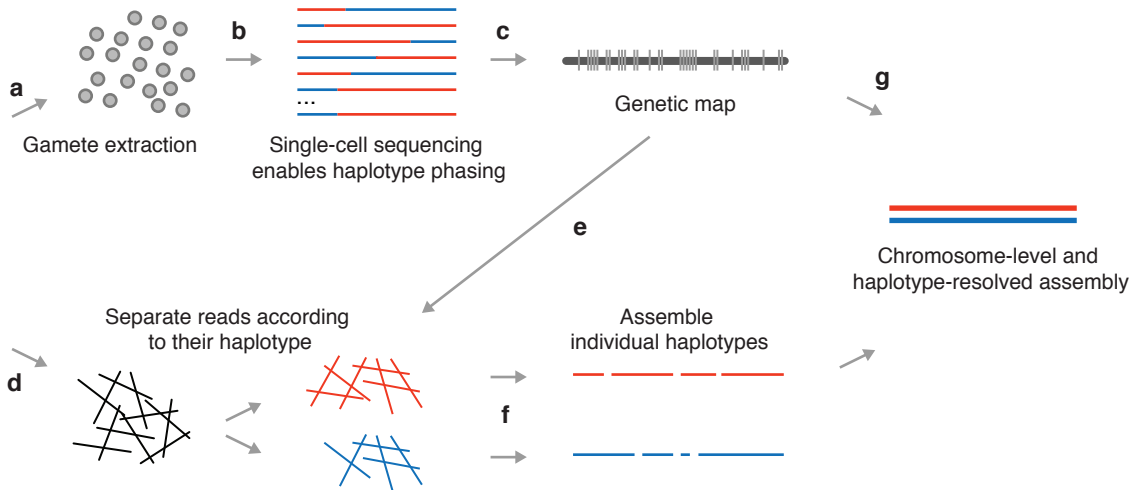 a
Gamete extraction
b
Single-cell sequencing
enables haplotype phasing
...
c
Genetic map
g
e
Chromosome-level and
haplotype-resolved assembly
d
Separate reads according
to their haplotype
f
Assemble
individual haplotypes